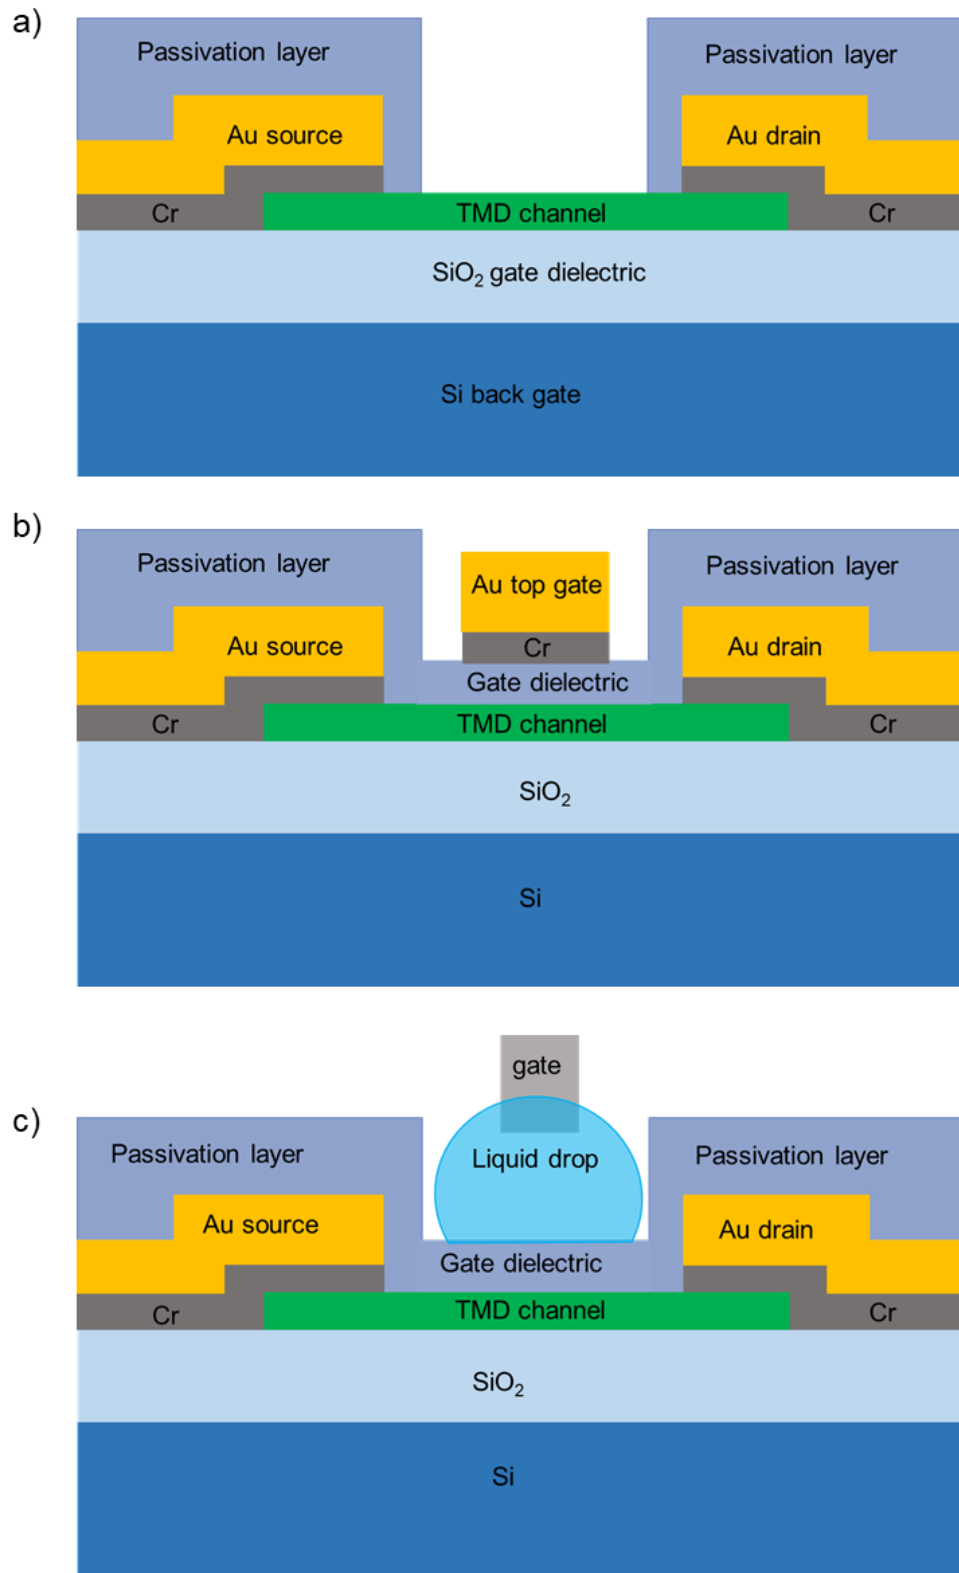 a)
Passivation layer
Passivation layer
Au source
Au drain
Cr
TMD channel
Cr
SiO₂ gate dielectric
Si back gate
b)
Passivation layer
Au top gate
Passivation layer
Au source
Cr
Au drain
Gate dielectric
Cr
TMD channel
Cr
SiO₂
Si
gate
c)
Passivation layer
Liquid drop
Passivation layer
Au source
Au drain
Gate dielectric
Cr
TMD channel
Cr
SiO₂
Si